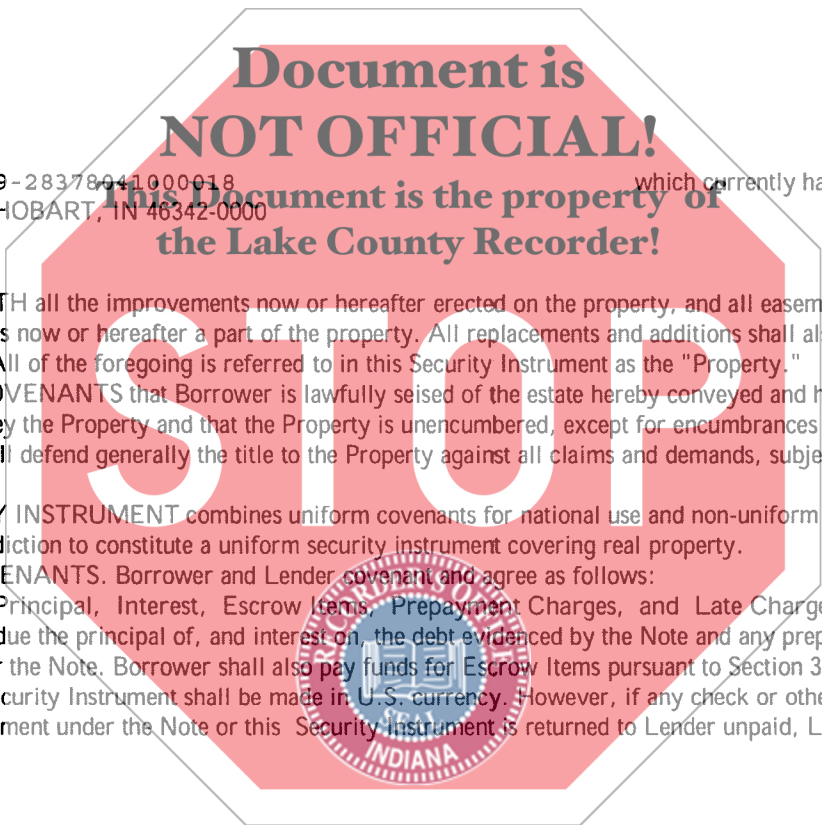 Document is
NOT OFFICIAL!
9-28378041000018 which currently ha
This Document is the property of
HOBART, IN 46342-0000
the Lake County Recorder!
TH all the improvements now or hereafter erected on the property, and all easem
s now or hereafter a part of the property. All replacements and additions shall al
All of the foregoing is referred to in this Security Instrument as the "Property."
OVENANTS that Borrower is lawfully seised of the estate hereby conveyed and h
ey the Property and that the Property is unencumbered, except for encumbrances
ll defend generally the title to the Property against all claims and demands, subje
STOP
Y INSTRUMENT combines uniform covenants for national use and non-uniform
diction to constitute a uniform security instrument covering real property.
ENANTS. Borrower and Lender covenant and agree as follows:
Principal, Interest, Escrow Items, Prepayment Charges, and Late Charge
due the principal of, and interest on, the debt evidenced by the Note and any prep
the Note. Borrower shall also pay funds for Escrow Items pursuant to Section 3
curity Instrument shall be made in U.S. currency. However, if any check or othe
ment under the Note or this Security Instrument is returned to Lender unpaid, L
RECORDER'S OFFICE
SEAL
INDIANA